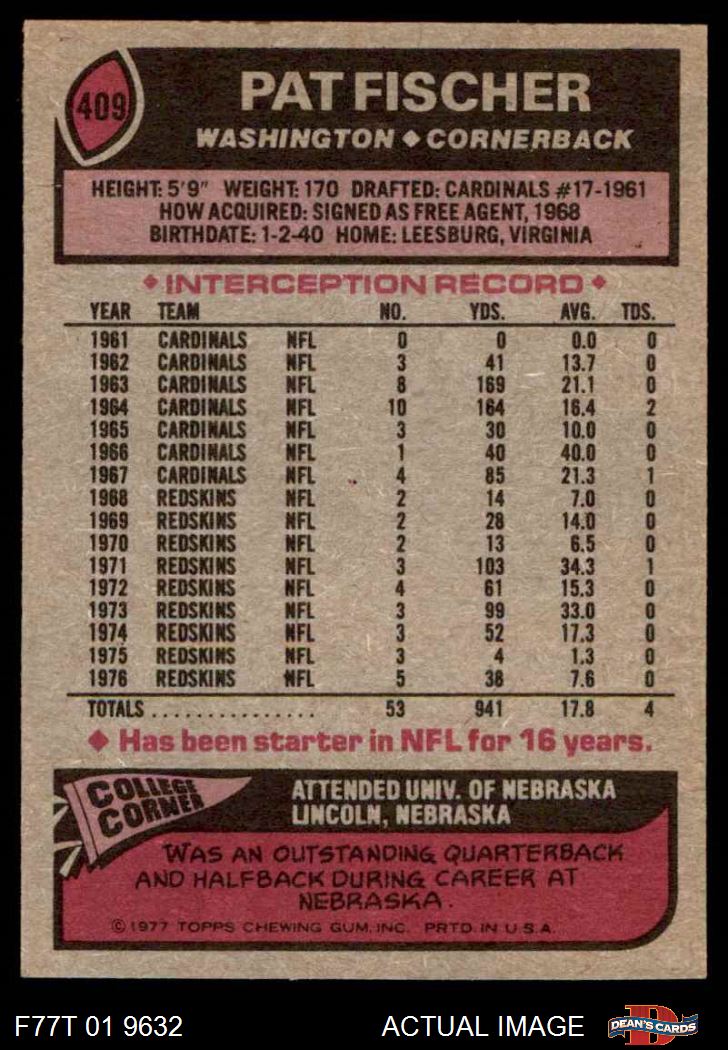 409
PAT FISCHER
WASHINGTON ◆ CORNERBACK
HEIGHT: 5'9" WEIGHT: 170 DRAFTED: CARDINALS #17-1961
HOW ACQUIRED: SIGNED AS FREE AGENT, 1968
BIRTHDATE: 1-2-40 HOME: LEESBURG, VIRGINIA
◆ INTERCEPTION RECORD ◆
YEAR TEAM NO. YDS. AVG. TDS.
1961 CARDINALS NFL 0 0 0.0 0
1962 CARDINALS NFL 3 41 13.7 0
1963 CARDINALS NFL 8 169 21.1 0
1964 CARDINALS NFL 10 164 16.4 2
1965 CARDINALS NFL 3 30 10.0 0
1966 CARDINALS NFL 1 40 40.0 0
1967 CARDINALS NFL 4 85 21.3 1
1968 REDSKINS NFL 2 14 7.0 0
1969 REDSKINS NFL 2 28 14.0 0
1970 REDSKINS NFL 2 13 6.5 0
1971 REDSKINS NFL 3 103 34.3 1
1972 REDSKINS NFL 4 61 15.3 0
1973 REDSKINS NFL 3 99 33.0 0
1974 REDSKINS NFL 3 52 17.3 0
1975 REDSKINS NFL 3 4 1.3 0
1976 REDSKINS NFL 5 38 7.6 0
TOTALS ............... 53 941 17.8 4
◆ Has been starter in NFL for 16 years.
COLLEGE
CORNER
ATTENDED UNIV. OF NEBRASKA
LINCOLN, NEBRASKA
WAS AN OUTSTANDING QUARTERBACK
AND HALFBACK DURING CAREER AT
NEBRASKA.
© 1977 TOPPS CHEWING GUM, INC. PRTD. IN U.S.A.
F77T 01 9632 ACTUAL IMAGE D DEAN'S CARDS